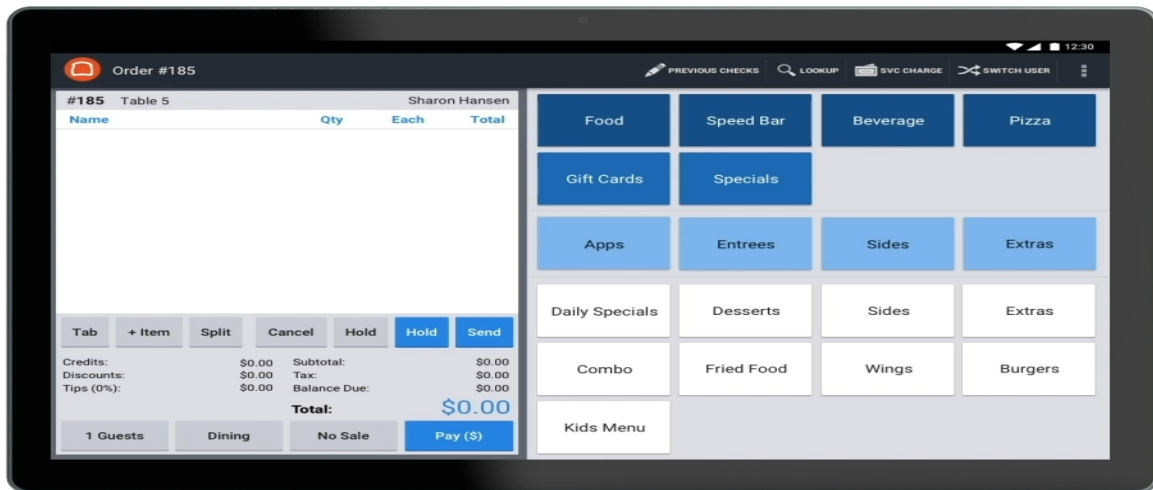 12:30
Order #185
PREVIOUS CHECKS LOOKUP SVC CHARGE SWITCH USER
#185 Table 5 Sharon Hansen
Name Qty Each Total
Tab + Item Split Cancel Hold Hold Send
Credits: $0.00 Subtotal: $0.00
Discounts: $0.00 Tax: $0.00
Tips (0%): $0.00 Balance Due: $0.00
Total: $0.00
1 Guests Dining No Sale Pay ($)
Food Speed Bar Beverage Pizza
Gift Cards Specials
Apps Entrees Sides Extras
Daily Specials Desserts Sides Extras
Combo Fried Food Wings Burgers
Kids Menu